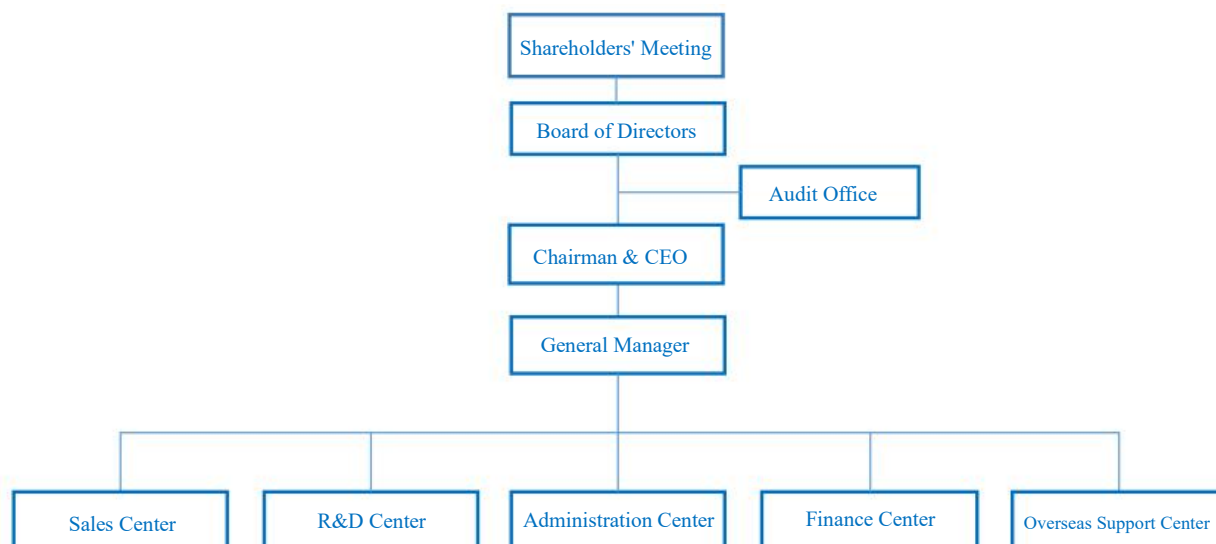 Shareholders' Meeting
Board of Directors
Audit Office
Chairman & CEO
General Manager
Sales Center
R&D Center
Administration Center
Finance Center
Overseas Support Center